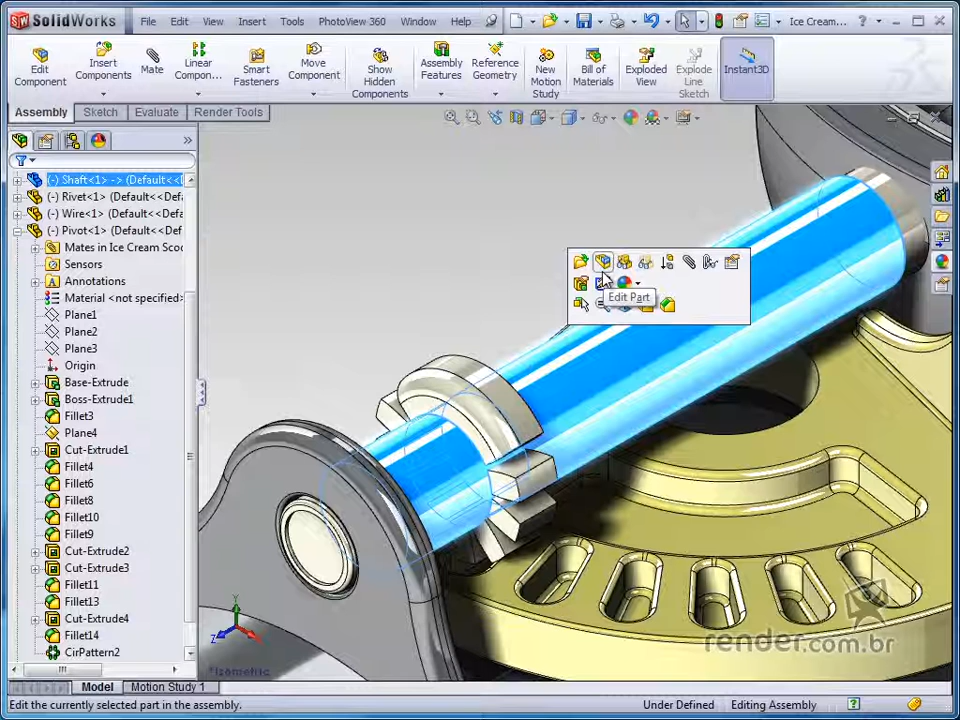 SolidWorks File Edit View Insert Tools PhotoView 360 Window Help Ice Cream... ?
Edit Component
Insert Components
Mate
Linear Compon...
Smart Fasteners
Move Component
Show Hidden Components
Assembly Features
Reference Geometry
New Motion Study
Bill of Materials
Exploded View
Explode Line Sketch
Instant3D
Assembly Sketch Evaluate Render Tools
(-) Shaft<1> -> (Default<<D
(-) Rivet<1> (Default<<Def
(-) Wire<1> (Default<<Def
(-) Pivot<1> (Default<<Def
Mates in Ice Cream Scoo
Sensors
Annotations
Material <not specified>
Plane1
Plane2
Plane3
Origin
Base-Extrude
Boss-Extrude1
Fillet3
Plane4
Cut-Extrude1
Fillet4
Fillet6
Fillet8
Fillet10
Fillet9
Cut-Extrude2
Cut-Extrude3
Fillet11
Fillet13
Cut-Extrude4
Fillet14
CirPattern2
Edit Part
Y
X
Z
*Isometric
render.com.br
Model Motion Study 1
Edit the currently selected part in the assembly. Under Defined Editing Assembly